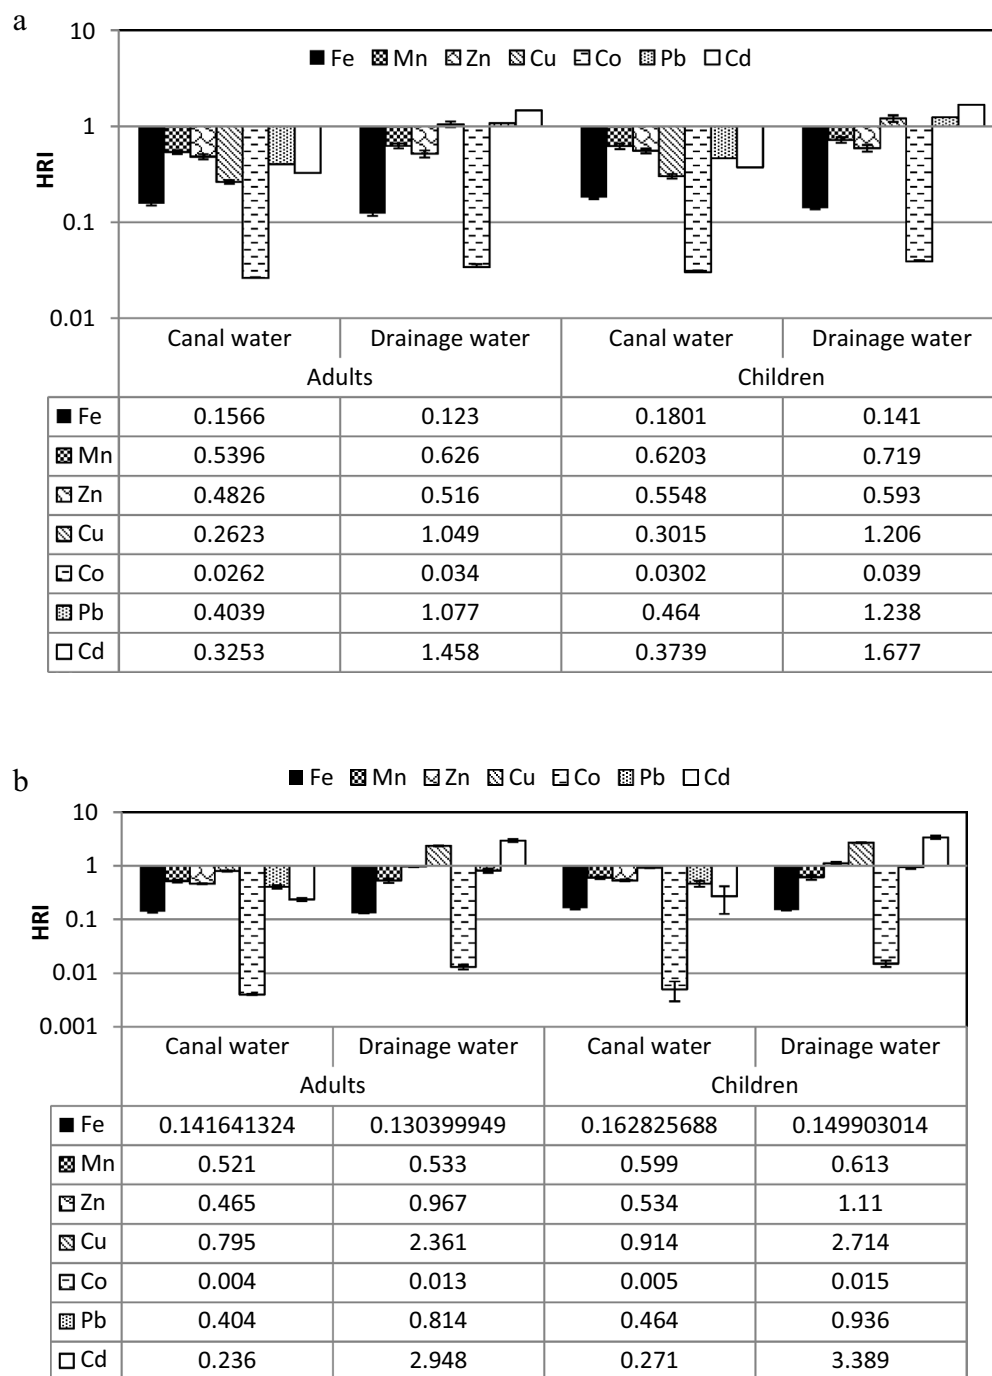 a
10
Fe Mn Zn Cu Co Pb Cd
1
HRI
0.1
0.01
Canal water Drainage water Canal water Drainage water
Adults Children
Fe 0.1566 0.123 0.1801 0.141
Mn 0.5396 0.626 0.6203 0.719
Zn 0.4826 0.516 0.5548 0.593
Cu 0.2623 1.049 0.3015 1.206
Co 0.0262 0.034 0.0302 0.039
Pb 0.4039 1.077 0.464 1.238
Cd 0.3253 1.458 0.3739 1.677
b
Fe Mn Zn Cu Co Pb Cd
10
1
HRI
0.1
0.01
0.001
Canal water Drainage water Canal water Drainage water
Adults Children
Fe 0.141641324 0.130399949 0.162825688 0.149903014
Mn 0.521 0.533 0.599 0.613
Zn 0.465 0.967 0.534 1.11
Cu 0.795 2.361 0.914 2.714
Co 0.004 0.013 0.005 0.015
Pb 0.404 0.814 0.464 0.936
Cd 0.236 2.948 0.271 3.389